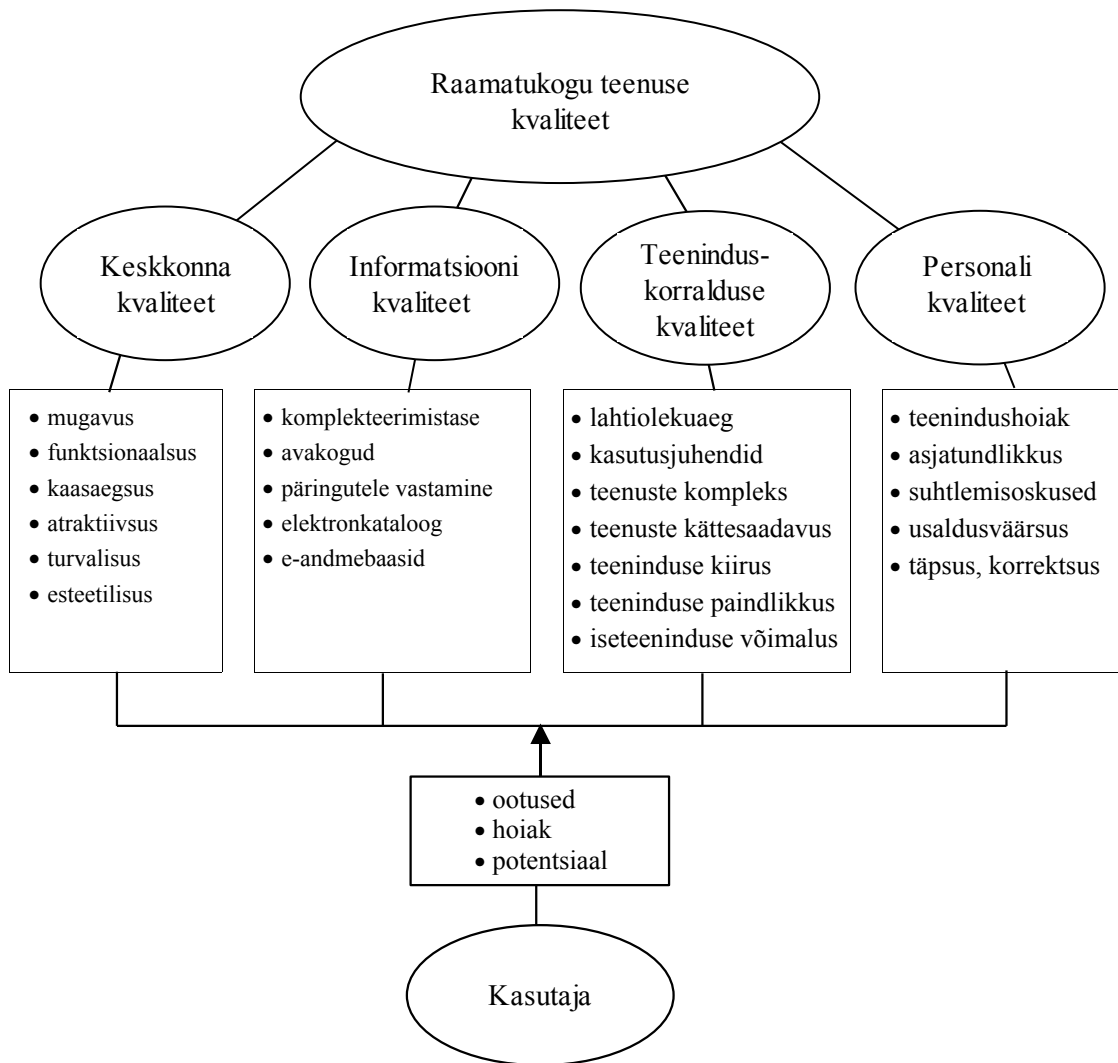 Raamatukogu teenuse
kvaliteet
Keskkonna
kvaliteet
Informatsiooni
kvaliteet
Teenindus-
korralduse
kvaliteet
Personali
kvaliteet
• mugavus
• funktsionaalsus
• kaasaegsus
• atraktiivsus
• turvalisus
• esteetilisus
• komplekteerimistase
• avakogud
• päringutele vastamine
• elektronkataloog
• e-andmebaasid
• lahtiolekuaeg
• kasutusjuhendid
• teenuste kompleks
• teenuste kättesaadavus
• teeninduse kiirus
• teeninduse paindlikkus
• iseteeninduse võimalus
• teenindushoiak
• asjatundlikkus
• suhtlemisoskused
• usaldusväärsus
• täpsus, korrektsus
• ootused
• hoiak
• potentsiaal
Kasutaja